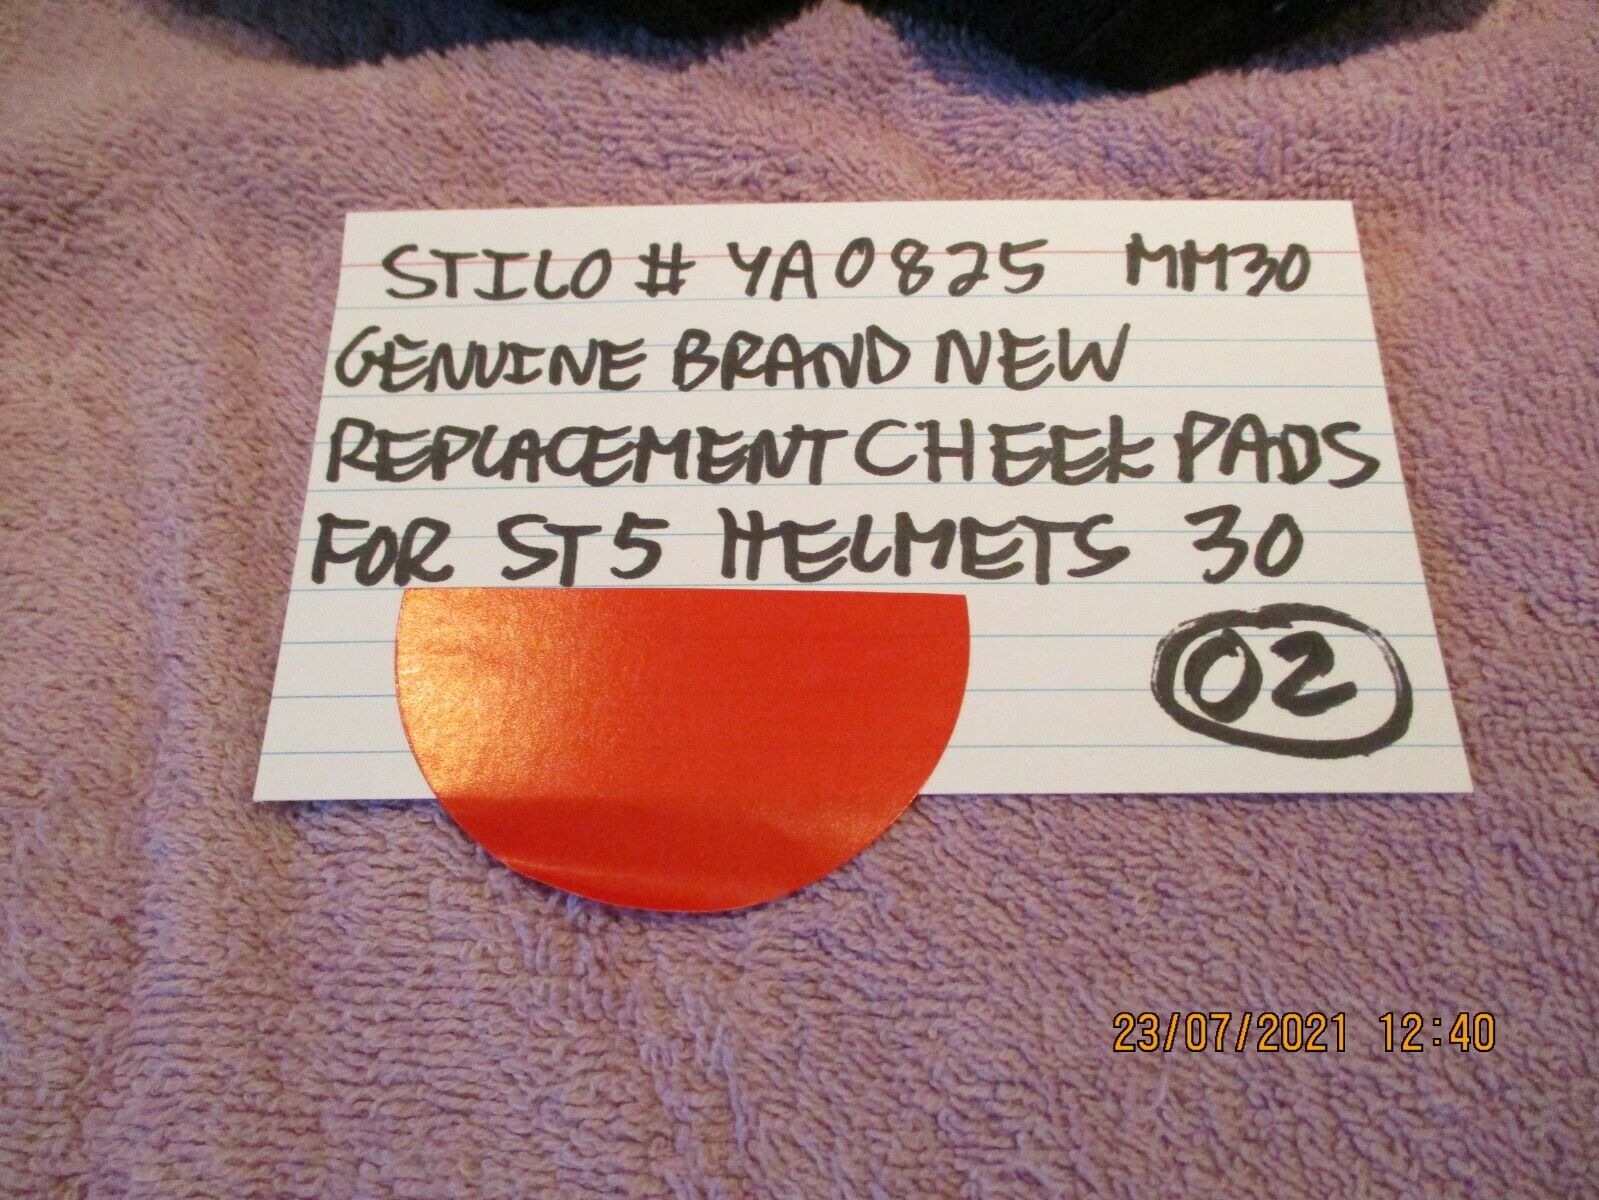 STILO # YA0825 MM30
GENUINE BRAND NEW
REPLACEMENT CHEEK PADS
FOR ST5 HELMETS 30
02
23/07/2021 12:40